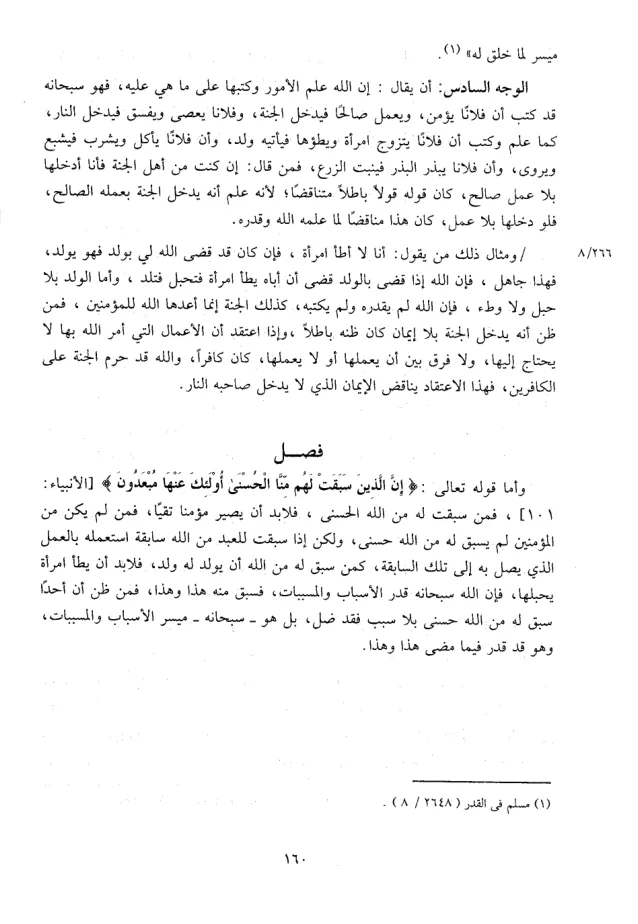 ميسر لما خلق له» (١).
الوجه السادس: أن يقال : إن الله علم الأمور وكتبها على ما هي عليه، فهو سبحانه
قد كتب أن فلانًا يؤمن، ويعمل صالحًا فيدخل الجنة، وفلانا يعصى ويفسق فيدخل النار،
كما علم وكتب أن فلانًا يتزوج امرأة ويطؤها فيأتيه ولد، وأن فلانًا يأكل ويشرب فيشبع
ويروى، وأن فلانا يبذر البذر فينبت الزرع، فمن قال: إن كنت من أهل الجنة فأنا أدخلها
بلا عمل صالح، كان قوله قولاً باطلاً متناقضًا؛ لأنه علم أنه يدخل الجنة بعمله الصالح،
فلو دخلها بلا عمل، كان هذا مناقضًا لما علمه الله وقدره.
٨/٢٦٦
/ ومثال ذلك من يقول: أنا لا أطأ امرأة ، فإن كان قد قضى الله لي بولد فهو يولد،
فهذا جاهل ، فإن الله إذا قضى بالولد قضى أن أباه يطأ امرأة فتحبل فتلد ، وأما الولد بلا
حبل ولا وطء ، فإن الله لم يقدره ولم يكتبه، كذلك الجنة إنما أعدها الله للمؤمنين ، فمن
ظن أنه يدخل الجنة بلا إيمان كان ظنه باطلاً ،وإذا اعتقد أن الأعمال التي أمر الله بها لا
يحتاج إليها، ولا فرق بين أن يعملها أو لا يعملها، كان كافراً، والله قد حرم الجنة على
الكافرين، فهذا الاعتقاد يناقض الإيمان الذي لا يدخل صاحبه النار.
فصـــل
وأما قوله تعالى :﴿ إِنَّ الَّذِينَ سَبَقَتْ لَهُم مِّنَّا الْحُسْنَىٰ أُوْلَئِكَ عَنْهَا مُبْعَدُونَ ﴾ [الأنبياء:
١٠١] ، فمن سبقت له من الله الحسنى ، فلابد أن يصير مؤمنا تقيًا، فمن لم يكن من
المؤمنين لم يسبق له من الله حسنى، ولكن إذا سبقت للعبد من الله سابقة استعمله بالعمل
الذي يصل به إلى تلك السابقة، كمن سبق له من الله أن يولد له ولد، فلابد أن يطأ امرأة
يحبلها، فإن الله سبحانه قدر الأسباب والمسببات، فسبق منه هذا وهذا، فمن ظن أن أحدًا
سبق له من الله حسنى بلا سبب فقد ضل، بل هو ـ سبحانه ـ ميسر الأسباب والمسببات،
وهو قد قدر فيما مضى هذا وهذا.
(١) مسلم فى القدر ( ٢٦٤٨ / ٨ ) .
١٦٠